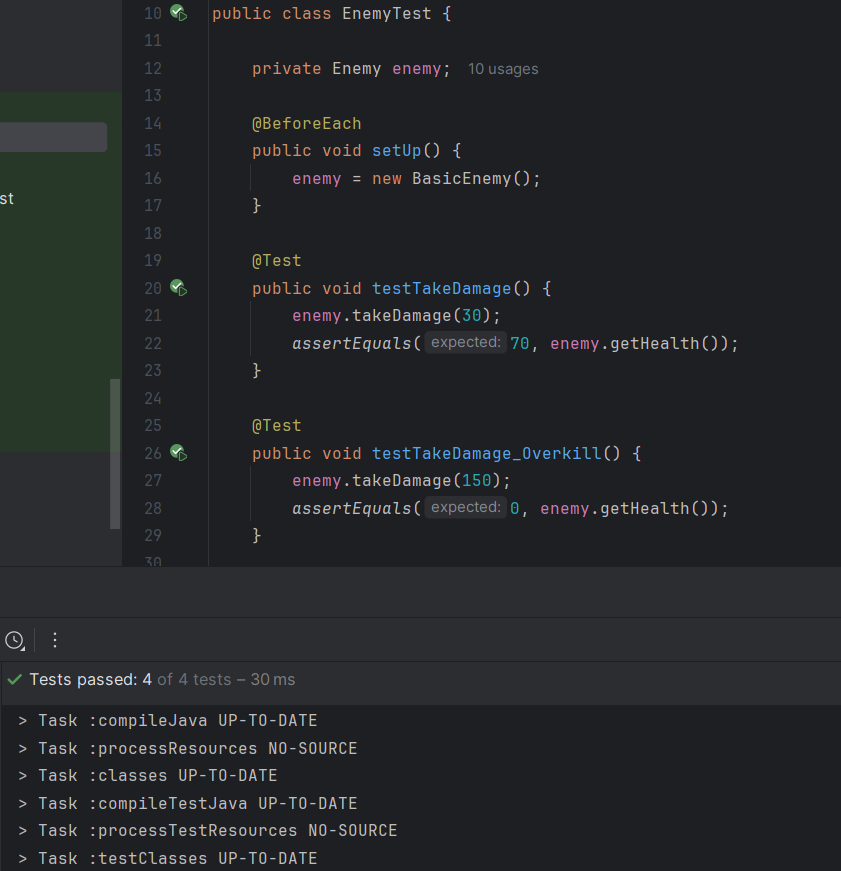 10 public class EnemyTest {
11
12 private Enemy enemy; 10 usages
13
14 @BeforeEach
15 public void setUp() {
16 enemy = new BasicEnemy();
17 }
18
19 @Test
20 public void testTakeDamage() {
21 enemy.takeDamage(30);
22 assertEquals( expected: 70, enemy.getHealth());
23 }
24
25 @Test
26 public void testTakeDamage_Overkill() {
27 enemy.takeDamage(150);
28 assertEquals( expected: 0, enemy.getHealth());
29 }
30
st
Tests passed: 4 of 4 tests – 30 ms
> Task :compileJava UP-TO-DATE
> Task :processResources NO-SOURCE
> Task :classes UP-TO-DATE
> Task :compileTestJava UP-TO-DATE
> Task :processTestResources NO-SOURCE
> Task :testClasses UP-TO-DATE